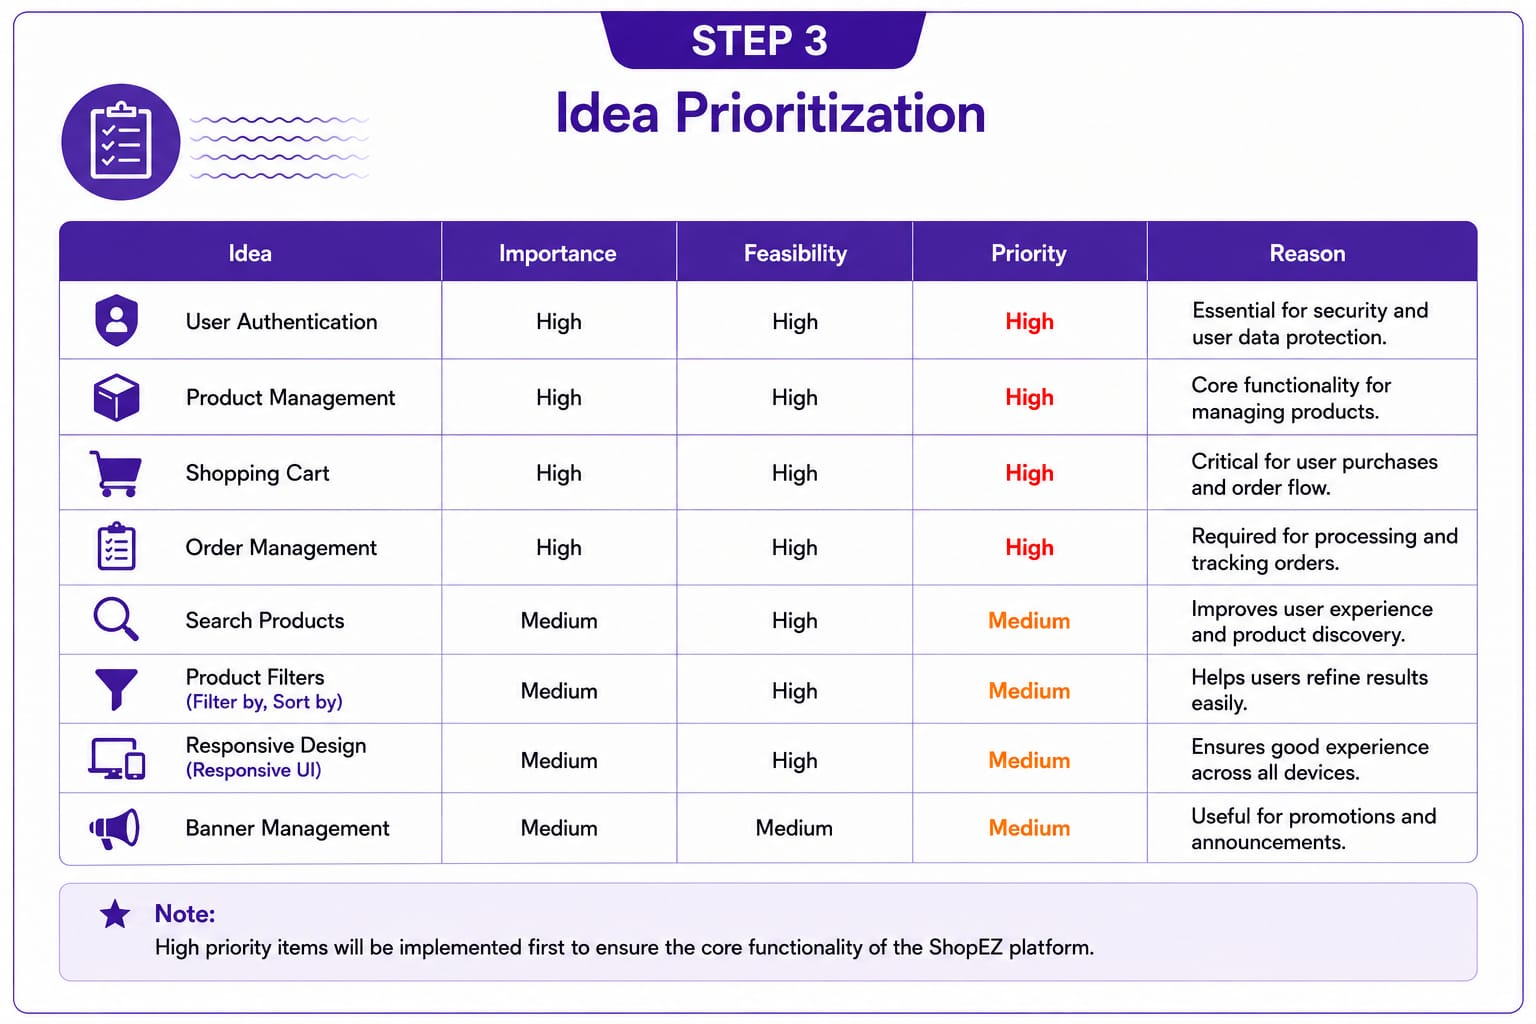 STEP 3
Idea Prioritization
Idea Importance Feasibility Priority Reason
User Authentication High High High Essential for security and
user data protection.
Product Management High High High Core functionality for
managing products.
Shopping Cart High High High Critical for user purchases
and order flow.
Order Management High High High Required for processing and
tracking orders.
Search Products Medium High Medium Improves user experience
and product discovery.
Product Filters
(Filter by, Sort by) Medium High Medium Helps users refine results
easily.
Responsive Design
(Responsive UI) Medium High Medium Ensures good experience
across all devices.
Banner Management Medium Medium Medium Useful for promotions and
announcements.
Note:
High priority items will be implemented first to ensure the core functionality of the ShopEZ platform.